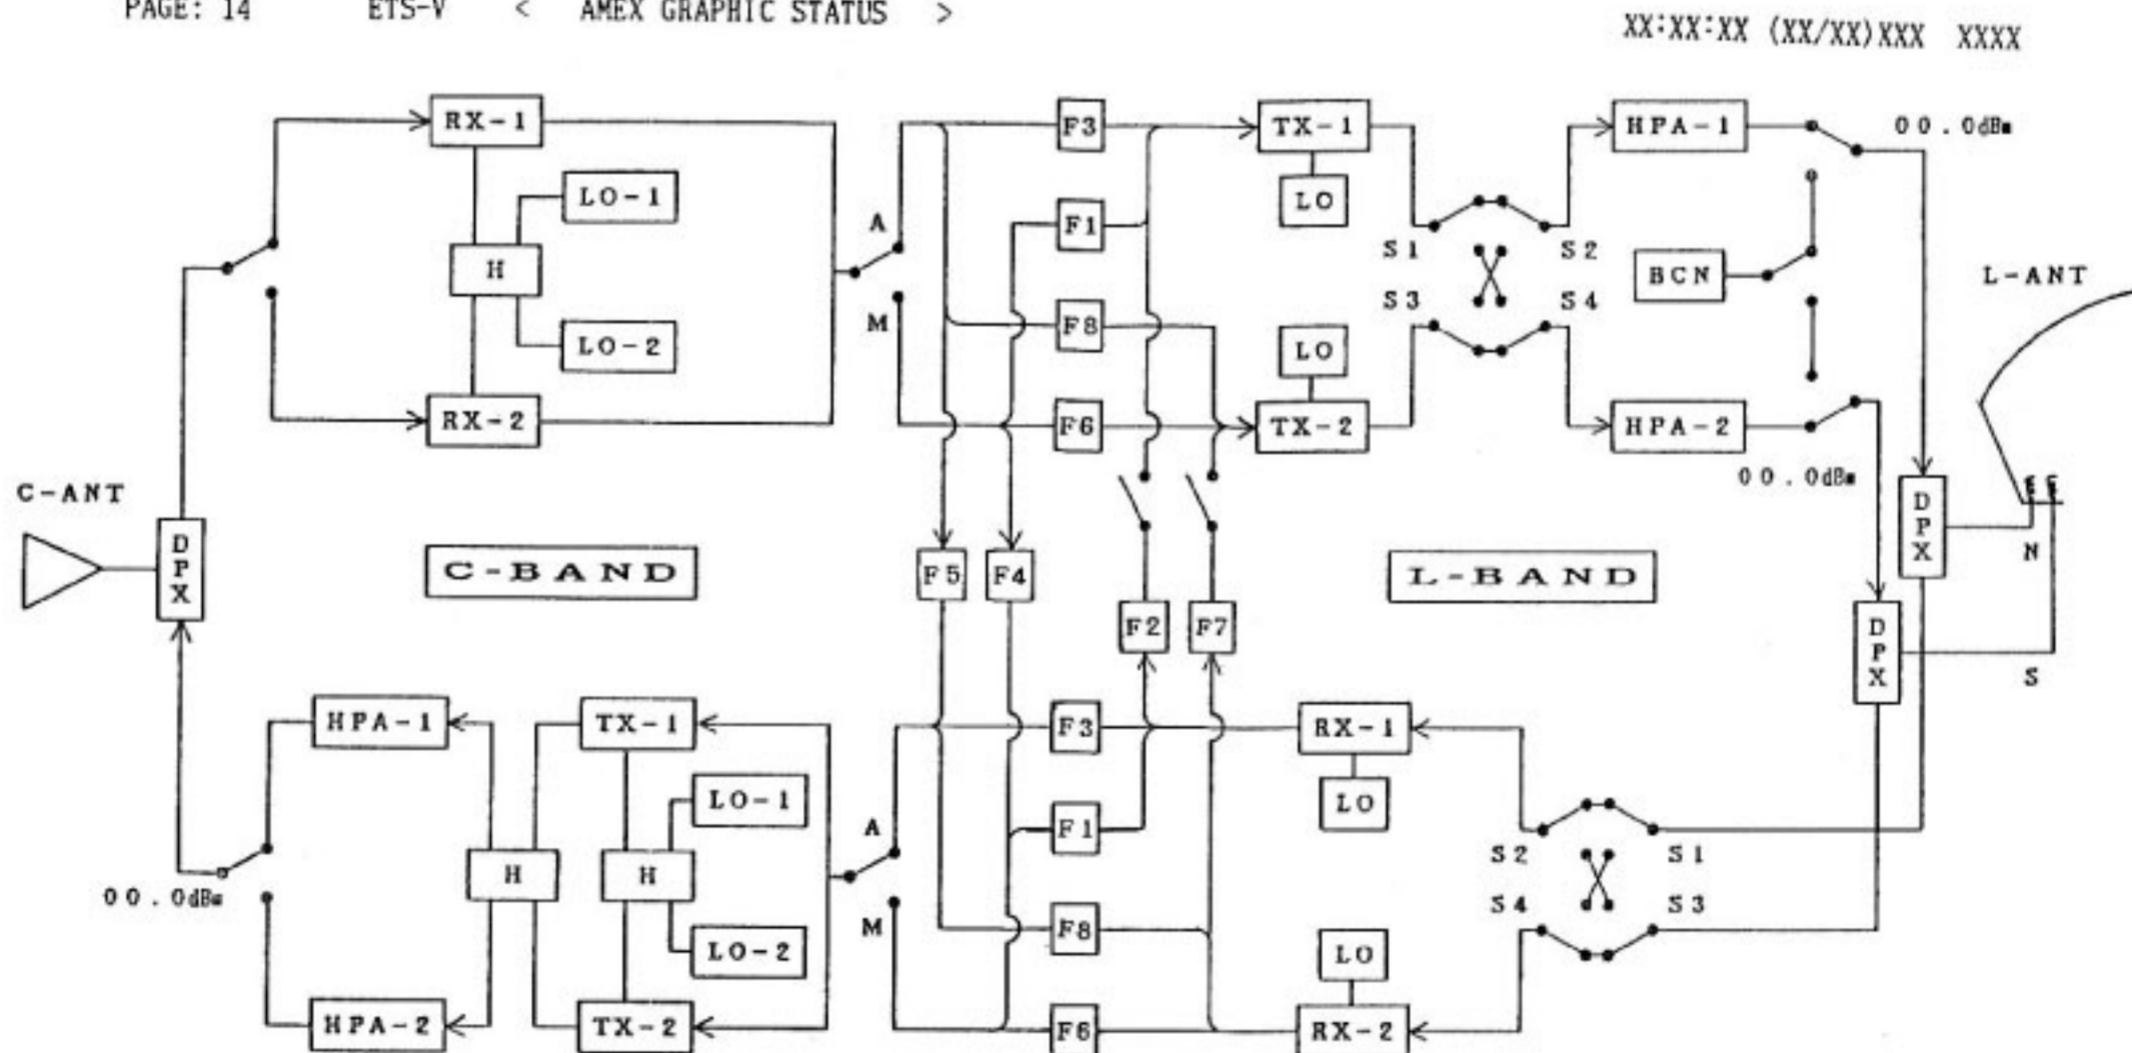 PAGE: 14 ETS-V < AMEX GRAPHIC STATUS >
XX:XX:XX (XX/XX)XXX XXXX
RX-1
F3
TX-1
HPA-1
00.0dBm
LO-1
LO
A
F1
S1
S2
H
BCN
L-ANT
M
S3
S4
LO-2
F8
LO
RX-2
F6
TX-2
HPA-2
00.0dBm
C-ANT
DPX
C-BAND
F5
F4
L-BAND
DPX
N
F2
F7
DPX
S
HPA-1
TX-1
F3
RX-1
LO-1
LO
A
F1
S2
S1
H
H
00.0dBm
M
S4
S3
F8
LO-2
LO
HPA-2
TX-2
F6
RX-2